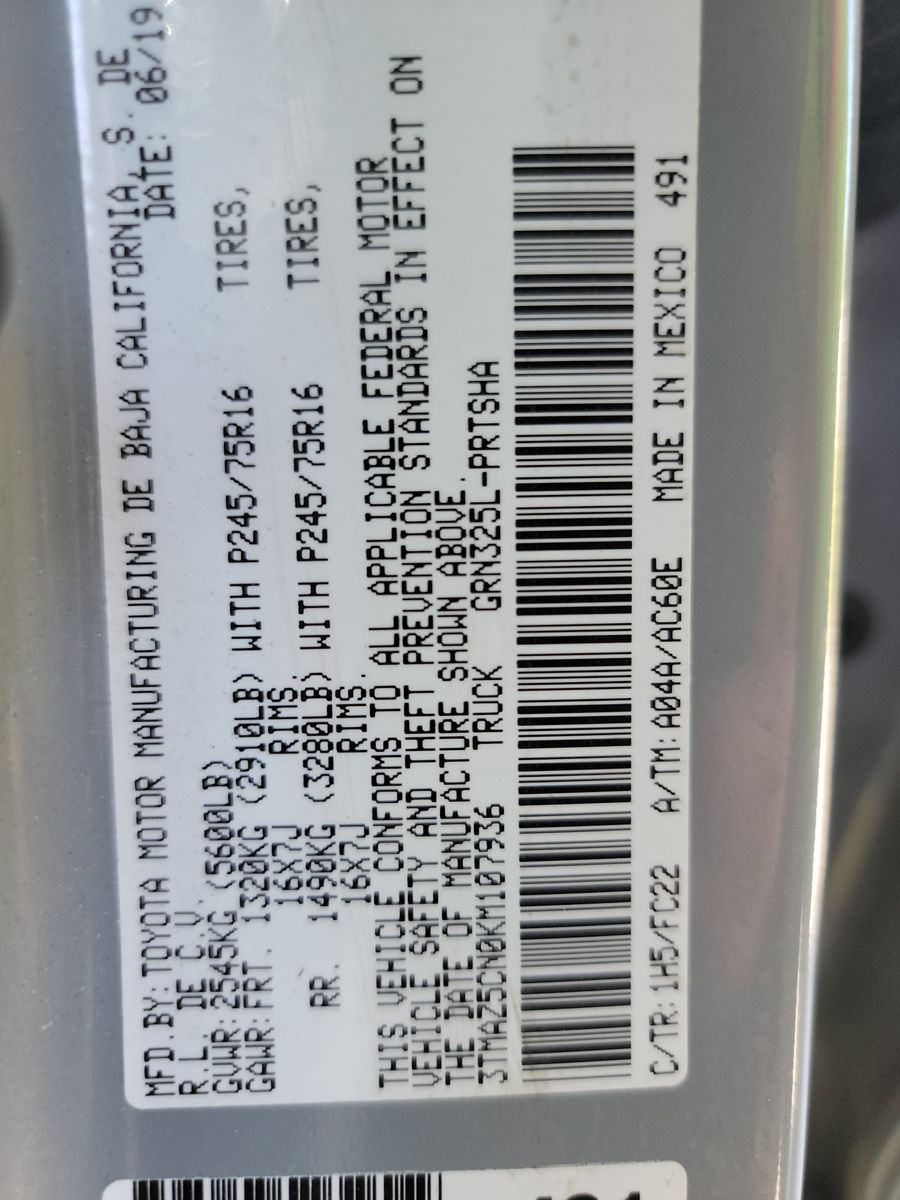 MFD.BY: TOYOTA MOTOR MANUFACTURING DE BAJA CALIFORNIA, S. DE
R.L. DE C.V. DATE: 06/19
GVWR: 2545KG (5600LB)
GAWR: FRT. 1320KG (2910LB) WITH P245/75R16 TIRES,
16X7J RIMS.
RR. 1490KG (3280LB) WITH P245/75R16 TIRES,
16X7J RIMS.
THIS VEHICLE CONFORMS TO ALL APPLICABLE FEDERAL MOTOR
VEHICLE SAFETY AND THEFT PREVENTION STANDARDS IN EFFECT ON
THE DATE OF MANUFACTURE SHOWN ABOVE.
3TMAZ5CN0KM107936 TRUCK GRN325L-PRTSHA
C/TR: 1H5/FC22 A/TM: A04A/AC60E MADE IN MEXICO 491